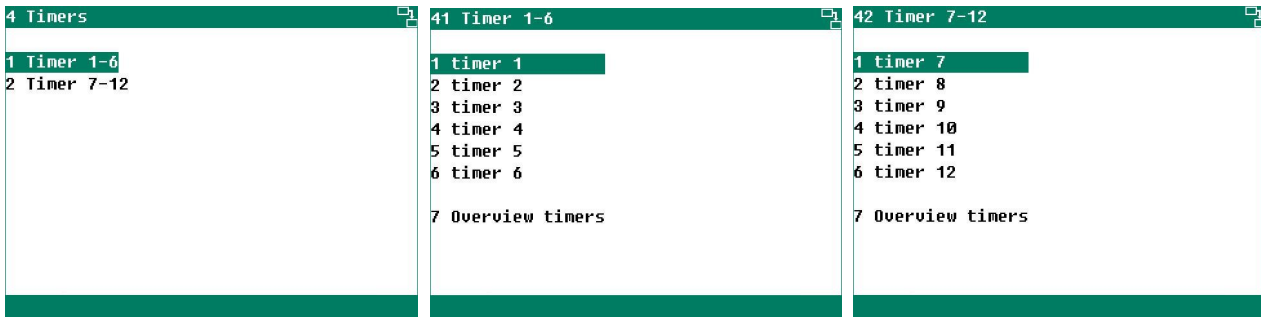 4 Timers
1 Timer 1-6
2 Timer 7-12
41 Timer 1-6
1 timer 1
2 timer 2
3 timer 3
4 timer 4
5 timer 5
6 timer 6
7 Overview timers
42 Timer 7-12
1 timer 7
2 timer 8
3 timer 9
4 timer 10
5 timer 11
6 timer 12
7 Overview timers